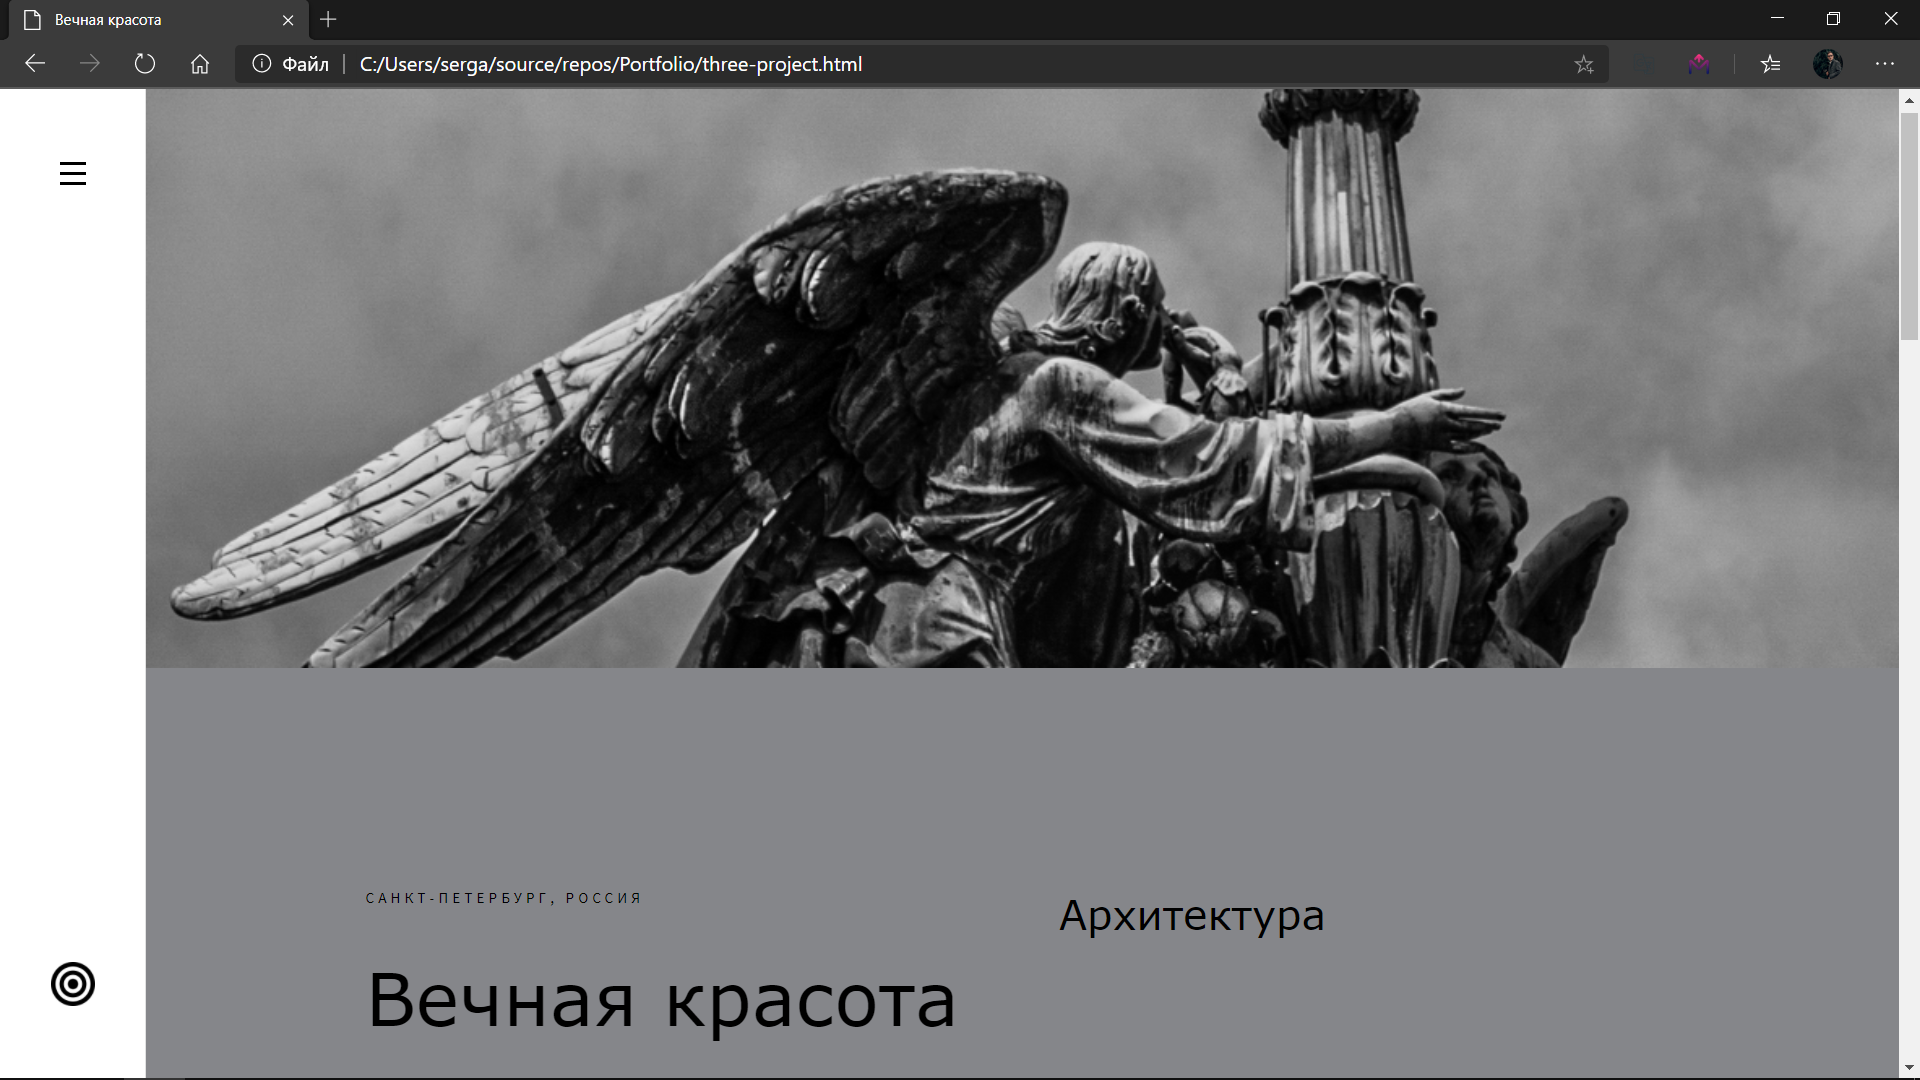 Вечная красота
Файл
C:/Users/serga/source/repos/Portfolio/three-project.html
САНКТ-ПЕТЕРБУРГ, РОССИЯ
Архитектура
Вечная красота